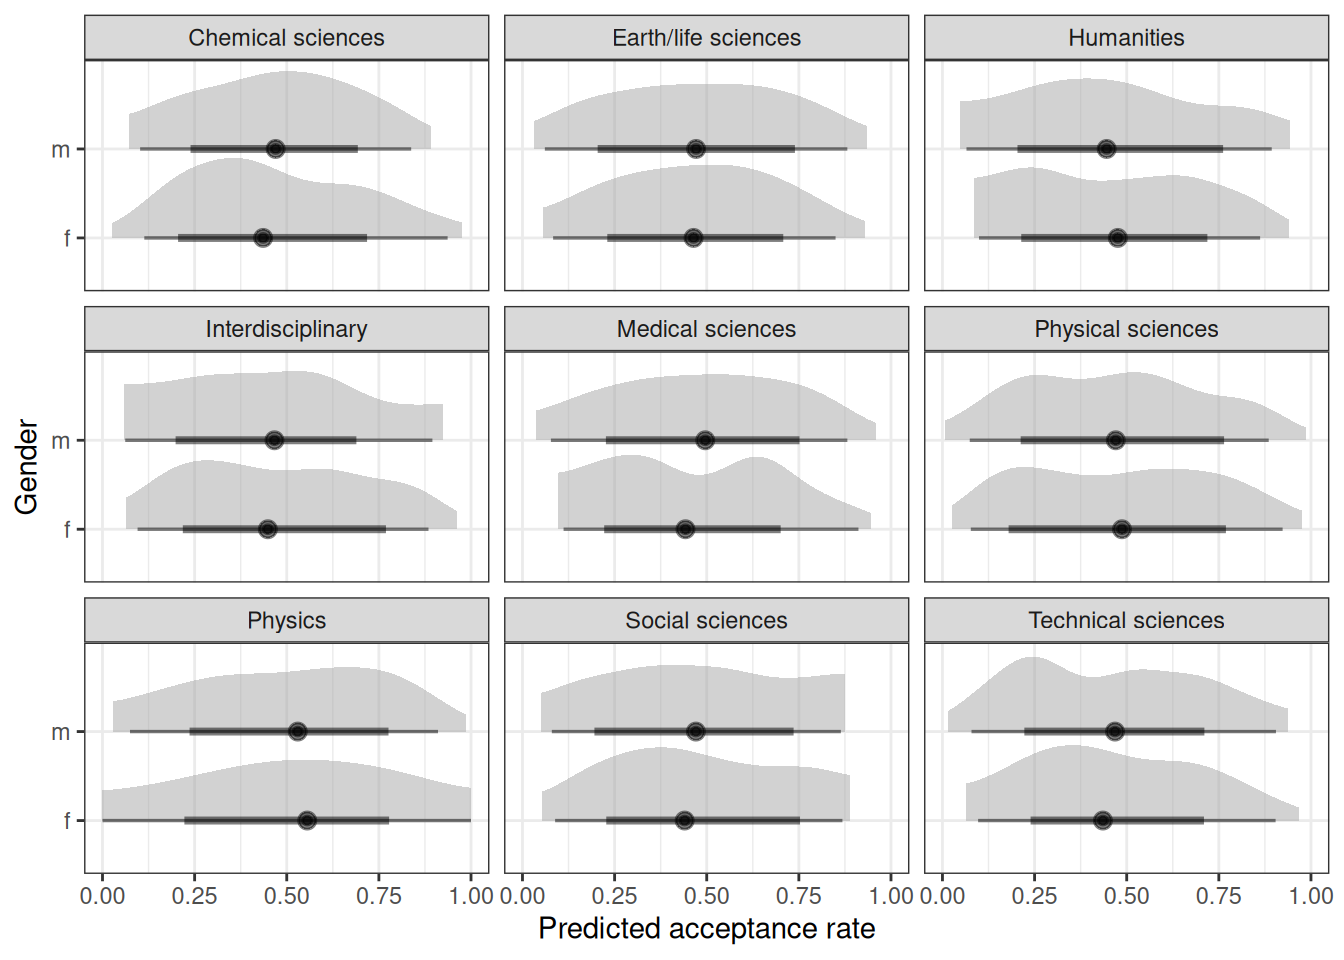 Chemical sciences
Earth/life sciences
Humanities
m
f
Interdisciplinary
Medical sciences
Physical sciences
Gender
m
f
Physics
Social sciences
Technical sciences
m
f
0.00 0.25 0.50 0.75 1.00 0.00 0.25 0.50 0.75 1.00 0.00 0.25 0.50 0.75 1.00
Predicted acceptance rate